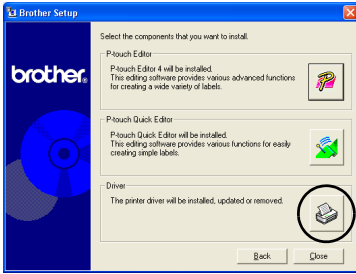 Brother Setup
Select the components that you want to install.
P-touch Editor
P-touch Editor 4 will be installed.
This editing software provides various advanced functions
for creating a wide variety of labels.
brother®
P-touch Quick Editor
P-touch Quick Editor will be installed.
This editing software provides various functions for easily
creating simple labels.
Driver
The printer driver will be installed, updated or removed.
Back
Close